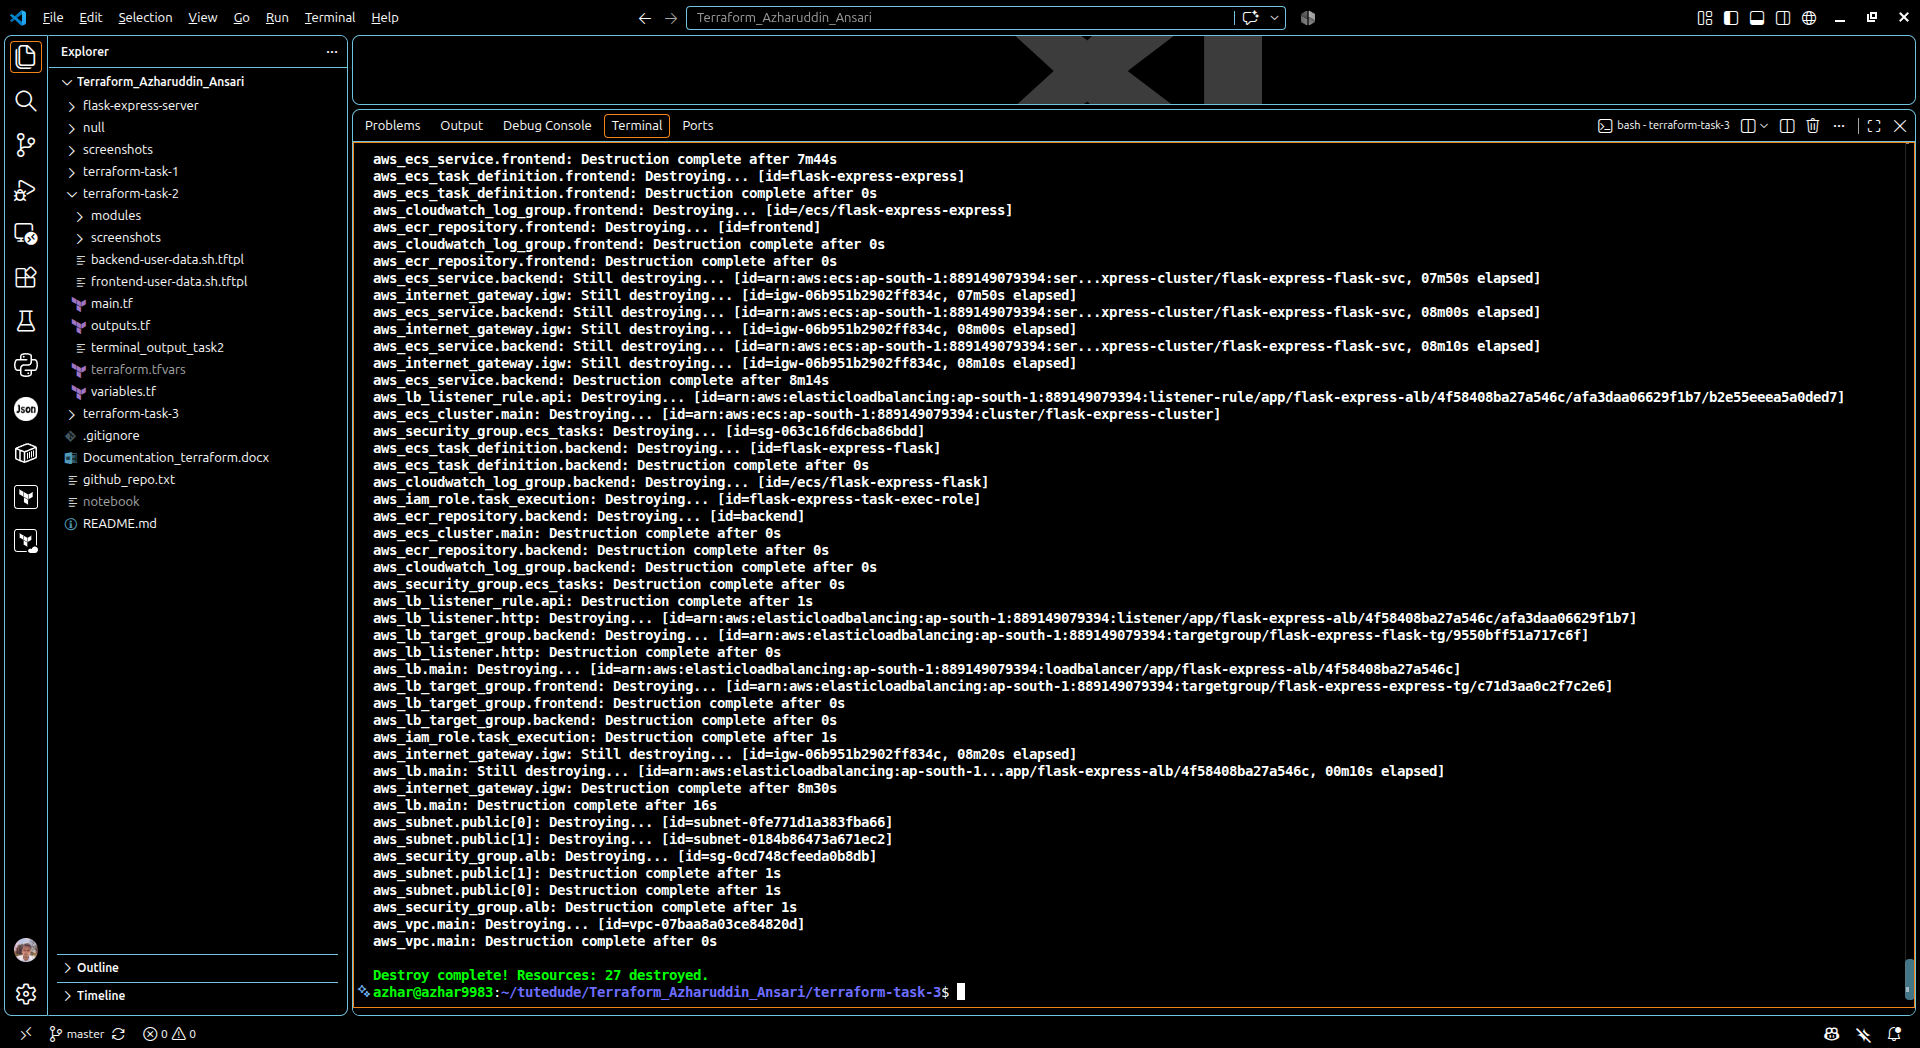 File Edit Selection View Go Run Terminal Help
Terraform_Azharuddin_Ansari
Explorer
Terraform_Azharuddin_Ansari
flask-express-server
null
screenshots
terraform-task-1
terraform-task-2
modules
screenshots
backend-user-data.sh.tftpl
frontend-user-data.sh.tftpl
main.tf
outputs.tf
terminal_output_task2
terraform.tfvars
variables.tf
terraform-task-3
.gitignore
Documentation_terraform.docx
github_repo.txt
notebook
README.md
Outline
Timeline
Json
Problems Output Debug Console Terminal Ports
bash - terraform-task-3
aws_ecs_service.frontend: Destruction complete after 7m44s
aws_ecs_task_definition.frontend: Destroying... [id=flask-express-express]
aws_ecs_task_definition.frontend: Destruction complete after 0s
aws_cloudwatch_log_group.frontend: Destroying... [id=/ecs/flask-express-express]
aws_ecr_repository.frontend: Destroying... [id=frontend]
aws_cloudwatch_log_group.frontend: Destruction complete after 0s
aws_ecr_repository.frontend: Destruction complete after 0s
aws_ecs_service.backend: Still destroying... [id=arn:aws:ecs:ap-south-1:889149079394:ser...xpress-cluster/flask-express-flask-svc, 07m50s elapsed]
aws_internet_gateway.igw: Still destroying... [id=igw-06b951b2902ff834c, 07m50s elapsed]
aws_ecs_service.backend: Still destroying... [id=arn:aws:ecs:ap-south-1:889149079394:ser...xpress-cluster/flask-express-flask-svc, 08m00s elapsed]
aws_internet_gateway.igw: Still destroying... [id=igw-06b951b2902ff834c, 08m00s elapsed]
aws_ecs_service.backend: Still destroying... [id=arn:aws:ecs:ap-south-1:889149079394:ser...xpress-cluster/flask-express-flask-svc, 08m10s elapsed]
aws_internet_gateway.igw: Still destroying... [id=igw-06b951b2902ff834c, 08m10s elapsed]
aws_ecs_service.backend: Destruction complete after 8m14s
aws_lb_listener_rule.api: Destroying... [id=arn:aws:elasticloadbalancing:ap-south-1:889149079394:listener-rule/app/flask-express-alb/4f58408ba27a546c/afa3daa06629f1b7/b2e55eeea5a0ded7]
aws_ecs_cluster.main: Destroying... [id=arn:aws:ecs:ap-south-1:889149079394:cluster/flask-express-cluster]
aws_security_group.ecs_tasks: Destroying... [id=sg-063c16fd6cba86bdd]
aws_ecs_task_definition.backend: Destroying... [id=flask-express-flask]
aws_ecs_task_definition.backend: Destruction complete after 0s
aws_cloudwatch_log_group.backend: Destroying... [id=/ecs/flask-express-flask]
aws_iam_role.task_execution: Destroying... [id=flask-express-task-exec-role]
aws_ecr_repository.backend: Destroying... [id=backend]
aws_ecs_cluster.main: Destruction complete after 0s
aws_ecr_repository.backend: Destruction complete after 0s
aws_cloudwatch_log_group.backend: Destruction complete after 0s
aws_security_group.ecs_tasks: Destruction complete after 0s
aws_lb_listener_rule.api: Destruction complete after 1s
aws_lb_listener.http: Destroying... [id=arn:aws:elasticloadbalancing:ap-south-1:889149079394:listener/app/flask-express-alb/4f58408ba27a546c/afa3daa06629f1b7]
aws_lb_target_group.backend: Destroying... [id=arn:aws:elasticloadbalancing:ap-south-1:889149079394:targetgroup/flask-express-flask-tg/9550bff51a717c6f]
aws_lb_listener.http: Destruction complete after 0s
aws_lb.main: Destroying... [id=arn:aws:elasticloadbalancing:ap-south-1:889149079394:loadbalancer/app/flask-express-alb/4f58408ba27a546c]
aws_lb_target_group.frontend: Destroying... [id=arn:aws:elasticloadbalancing:ap-south-1:889149079394:targetgroup/flask-express-express-tg/c71d3aa0c2f7c2e6]
aws_lb_target_group.frontend: Destruction complete after 0s
aws_lb_target_group.backend: Destruction complete after 0s
aws_iam_role.task_execution: Destruction complete after 1s
aws_internet_gateway.igw: Still destroying... [id=igw-06b951b2902ff834c, 08m20s elapsed]
aws_lb.main: Still destroying... [id=arn:aws:elasticloadbalancing:ap-south-1...app/flask-express-alb/4f58408ba27a546c, 00m10s elapsed]
aws_internet_gateway.igw: Destruction complete after 8m30s
aws_lb.main: Destruction complete after 16s
aws_subnet.public[0]: Destroying... [id=subnet-0fe771d1a383fba66]
aws_subnet.public[1]: Destroying... [id=subnet-0184b86473a671ec2]
aws_security_group.alb: Destroying... [id=sg-0cd748cfeeda0b8db]
aws_subnet.public[1]: Destruction complete after 1s
aws_subnet.public[0]: Destruction complete after 1s
aws_security_group.alb: Destruction complete after 1s
aws_vpc.main: Destroying... [id=vpc-07baa8a03ce84820d]
aws_vpc.main: Destruction complete after 0s
Destroy complete! Resources: 27 destroyed.
azhar@azhar9983:~/tutedude/Terraform_Azharuddin_Ansari/terraform-task-3$
master 0 0